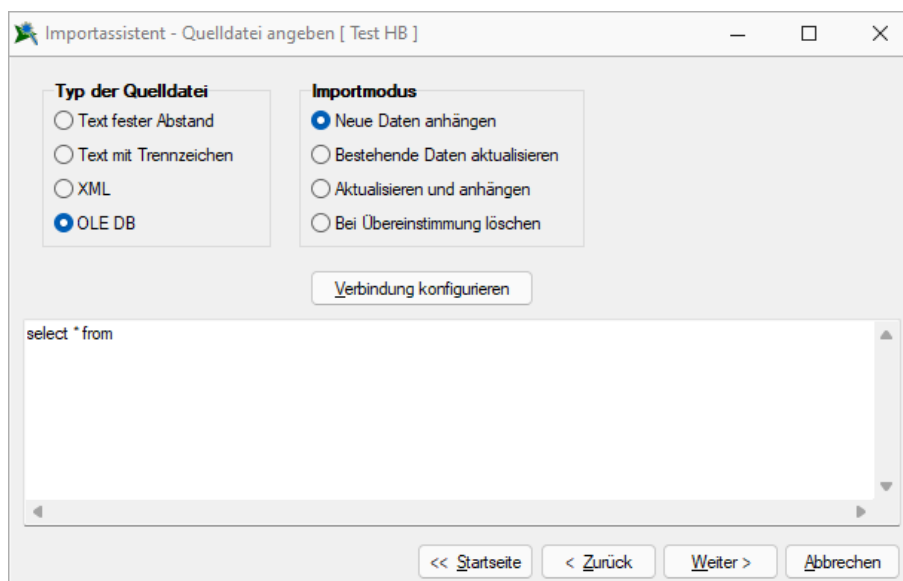 Importassistent - Quelldatei angeben [ Test HB ]
Typ der Quelldatei
Text fester Abstand
Text mit Trennzeichen
XML
OLE DB
Importmodus
Neue Daten anhängen
Bestehende Daten aktualisieren
Aktualisieren und anhängen
Bei Übereinstimmung löschen
Verbindung konfigurieren
select * from
<< Startseite < Zurück Weiter > Abbrechen